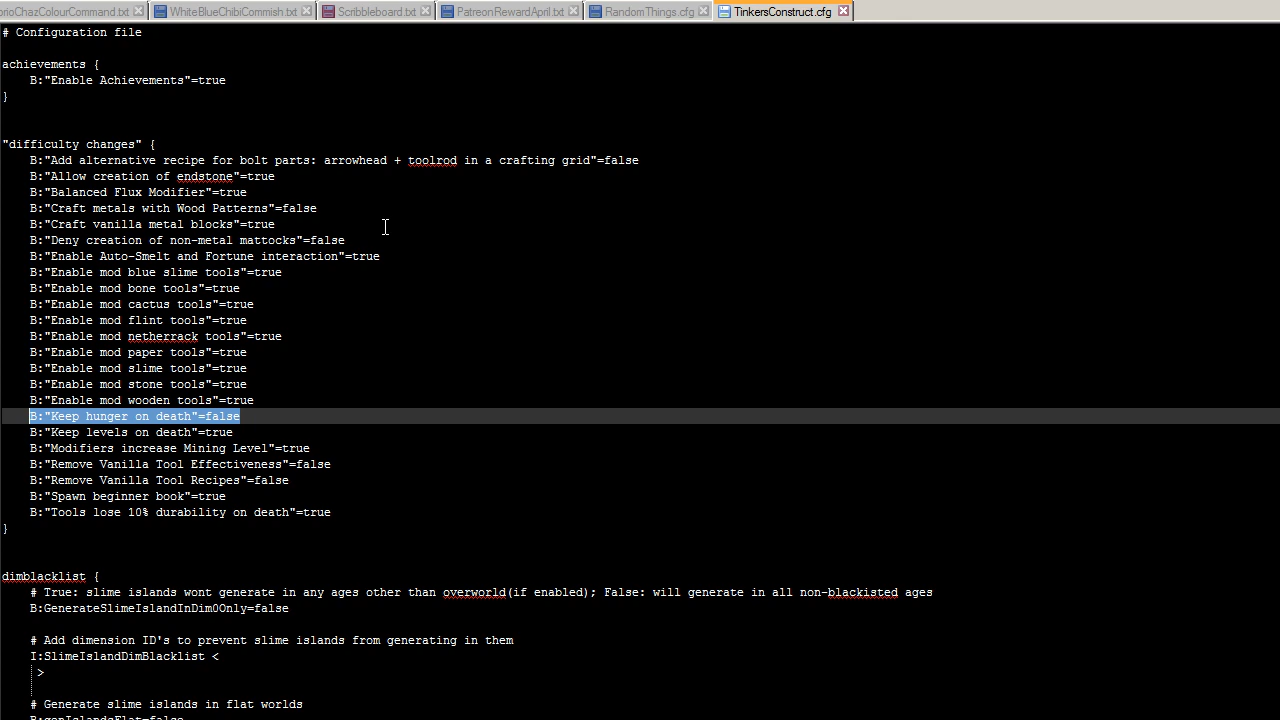 orioChazColourCommand.txt WhiteBlueChibiCommish.txt Scribbleboard.txt PatreonRewardApril.txt RandomThings.cfg TinkersConstruct.cfg
# Configuration file
achievements {
B:"Enable Achievements"=true
}
"difficulty changes" {
B:"Add alternative recipe for bolt parts: arrowhead + toolrod in a crafting grid"=false
B:"Allow creation of endstone"=true
B:"Balanced Flux Modifier"=true
B:"Craft metals with Wood Patterns"=false
B:"Craft vanilla metal blocks"=true
B:"Deny creation of non-metal mattocks"=false
B:"Enable Auto-Smelt and Fortune interaction"=true
B:"Enable mod blue slime tools"=true
B:"Enable mod bone tools"=true
B:"Enable mod cactus tools"=true
B:"Enable mod flint tools"=true
B:"Enable mod netherrack tools"=true
B:"Enable mod paper tools"=true
B:"Enable mod slime tools"=true
B:"Enable mod stone tools"=true
B:"Enable mod wooden tools"=true
B:"Keep hunger on death"=false
B:"Keep levels on death"=true
B:"Modifiers increase Mining Level"=true
B:"Remove Vanilla Tool Effectiveness"=false
B:"Remove Vanilla Tool Recipes"=false
B:"Spawn beginner book"=true
B:"Tools lose 10% durability on death"=true
}
dimblacklist {
# True: slime islands wont generate in any ages other than overworld(if enabled); False: will generate in all non-blackisted ages
B:GenerateSlimeIslandInDim0Only=false
# Add dimension ID's to prevent slime islands from generating in them
I:SlimeIslandDimBlacklist <
>
# Generate slime islands in flat worlds
B:genIslandsFlat=false